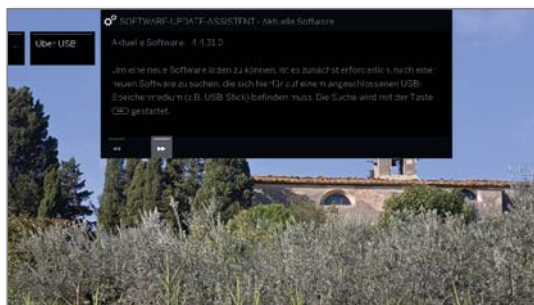 SOFTWARE-UPDATE-ASSISTENT - Aktuelle Software
... Über USB
Aktuelle Software: 4.4.31.0
Um eine neue Software laden zu können, ist es zunächst erforderlich, nach einer
neuen Software zu suchen, die sich hierfür auf einem angeschlossenen USB-
Speichermedium (z.B. USB-Stick) befinden muss. Die Suche wird mit der Taste
gestartet.